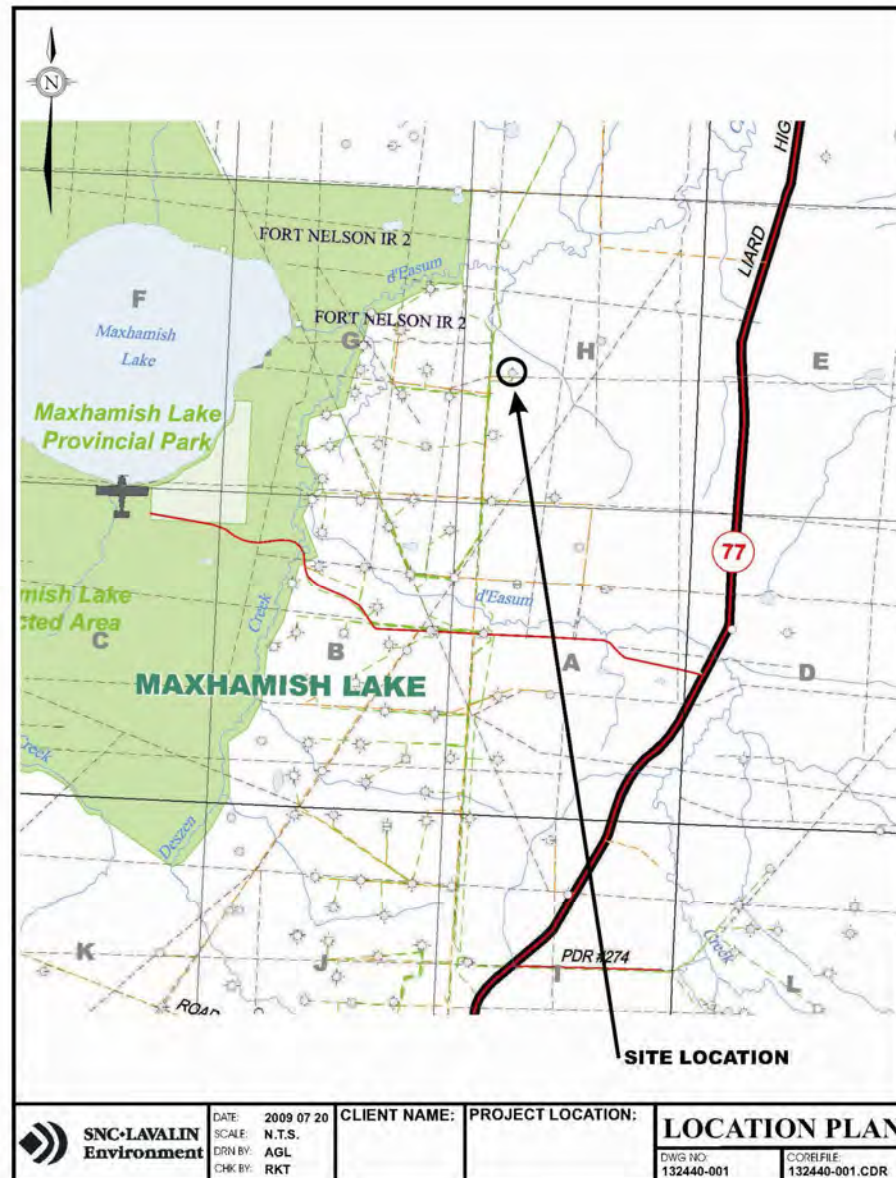 N
HIG
LIARD
FORT NELSON IR 2
d'Easum
F
Maxhamish
Lake
FORT NELSON IR 2
G
H
E
Maxhamish Lake
Provincial Park
77
mish Lake
cted Area
Creek
d'Easum
C
B
A
D
MAXHAMISH LAKE
Creek
Deszen
K
J
PDR #274
Creek
I
L
ROAD
SITE LOCATION
SNC•LAVALIN
Environment
DATE: 2009 07 20
SCALE: N.T.S.
DRN BY: AGL
CHK BY: RKT
CLIENT NAME:
PROJECT LOCATION:
LOCATION PLAN
DWG NO:
132440-001
CORELFILE:
132440-001.CDR